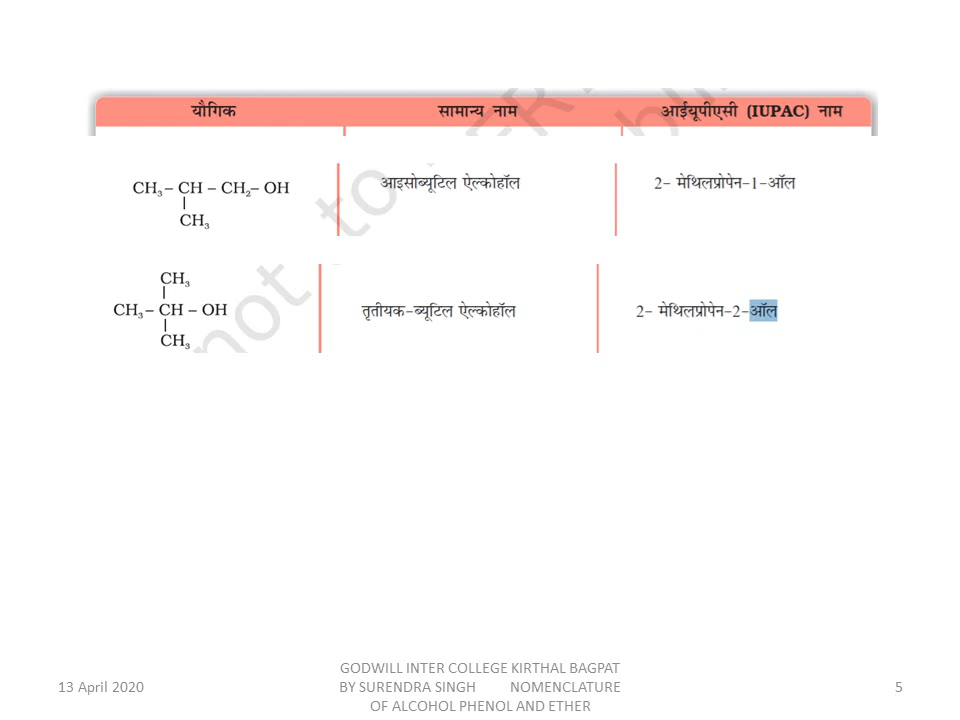 यौगिक सामान्य नाम आईयूपीएसी (IUPAC) नाम
CH₃ – CH – CH₂ – OH आइसोब्यूटिल ऐल्कोहॉल 2- मेथिलप्रोपेन-1-ऑल
|
CH₃
CH₃
|
CH₃ – CH – OH तृतीयक-ब्यूटिल ऐल्कोहॉल 2- मेथिलप्रोपेन-2-ऑल
|
CH₃
not to
GODWILL INTER COLLEGE KIRTHAL BAGPAT
13 April 2020 BY SURENDRA SINGH NOMENCLATURE 5
OF ALCOHOL PHENOL AND ETHER